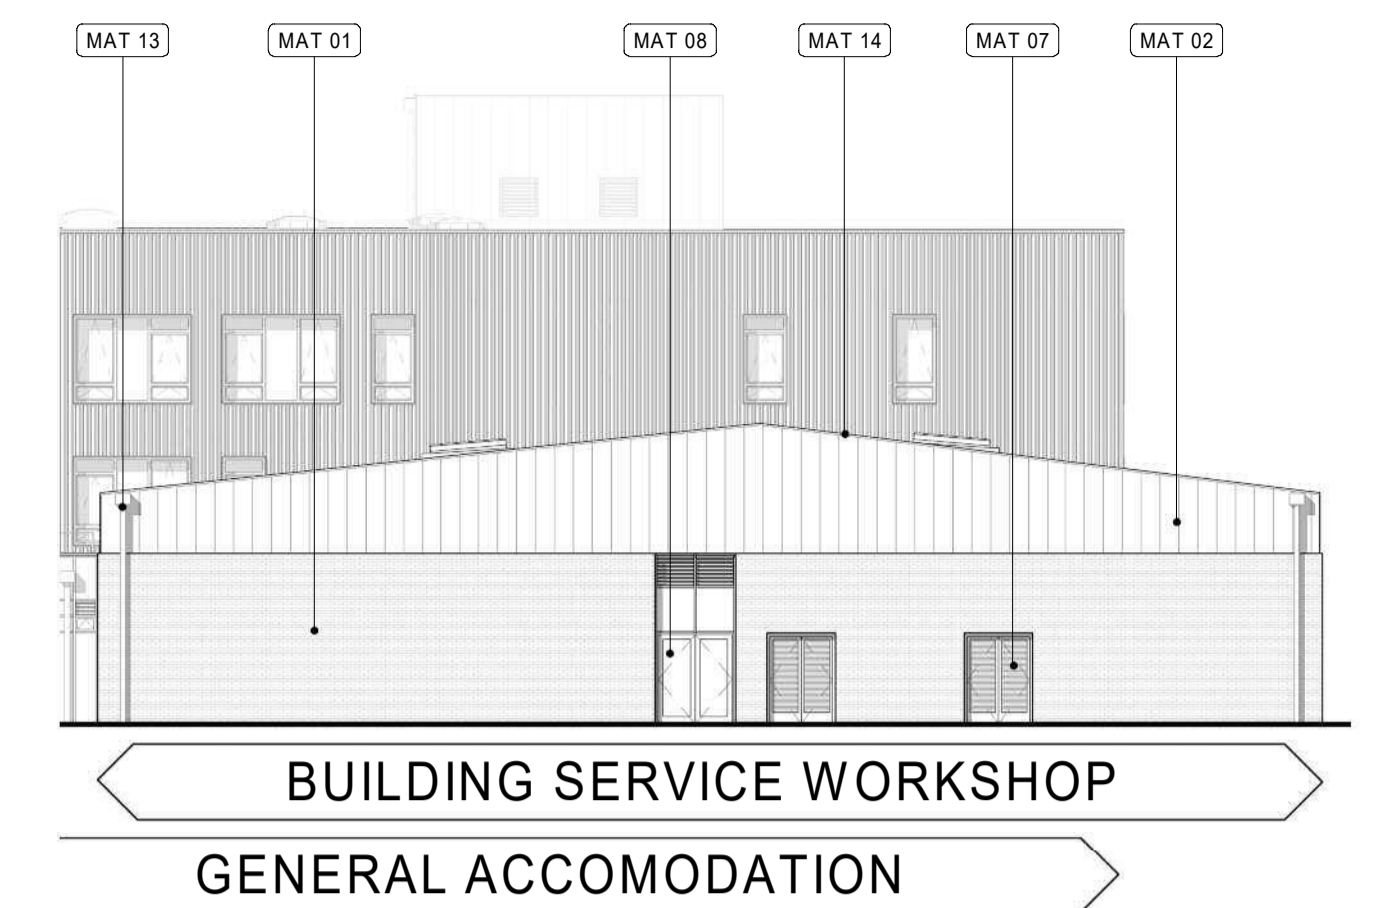 MAT 13
MAT 01
MAT 08
MAT 14
MAT 07
MAT 02
BUILDING SERVICE WORKSHOP
GENERAL ACCOMODATION